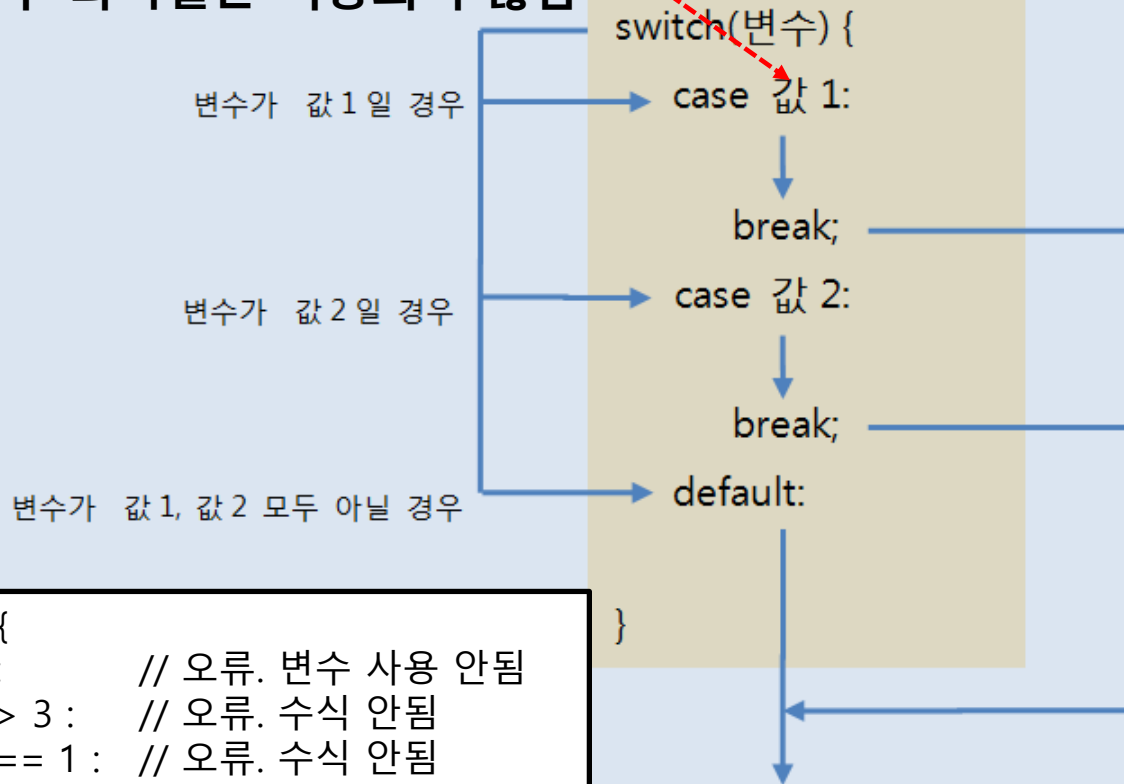 switch(변수) {
변수가 값 1 일 경우
case 값 1:
break;
변수가 값 2 일 경우
case 값 2:
break;
변수가 값 1, 값 2 모두 아닐 경우
default:
}
{
: // 오류. 변수 사용 안됨
> 3 : // 오류. 수식 안됨
== 1 : // 오류. 수식 안됨